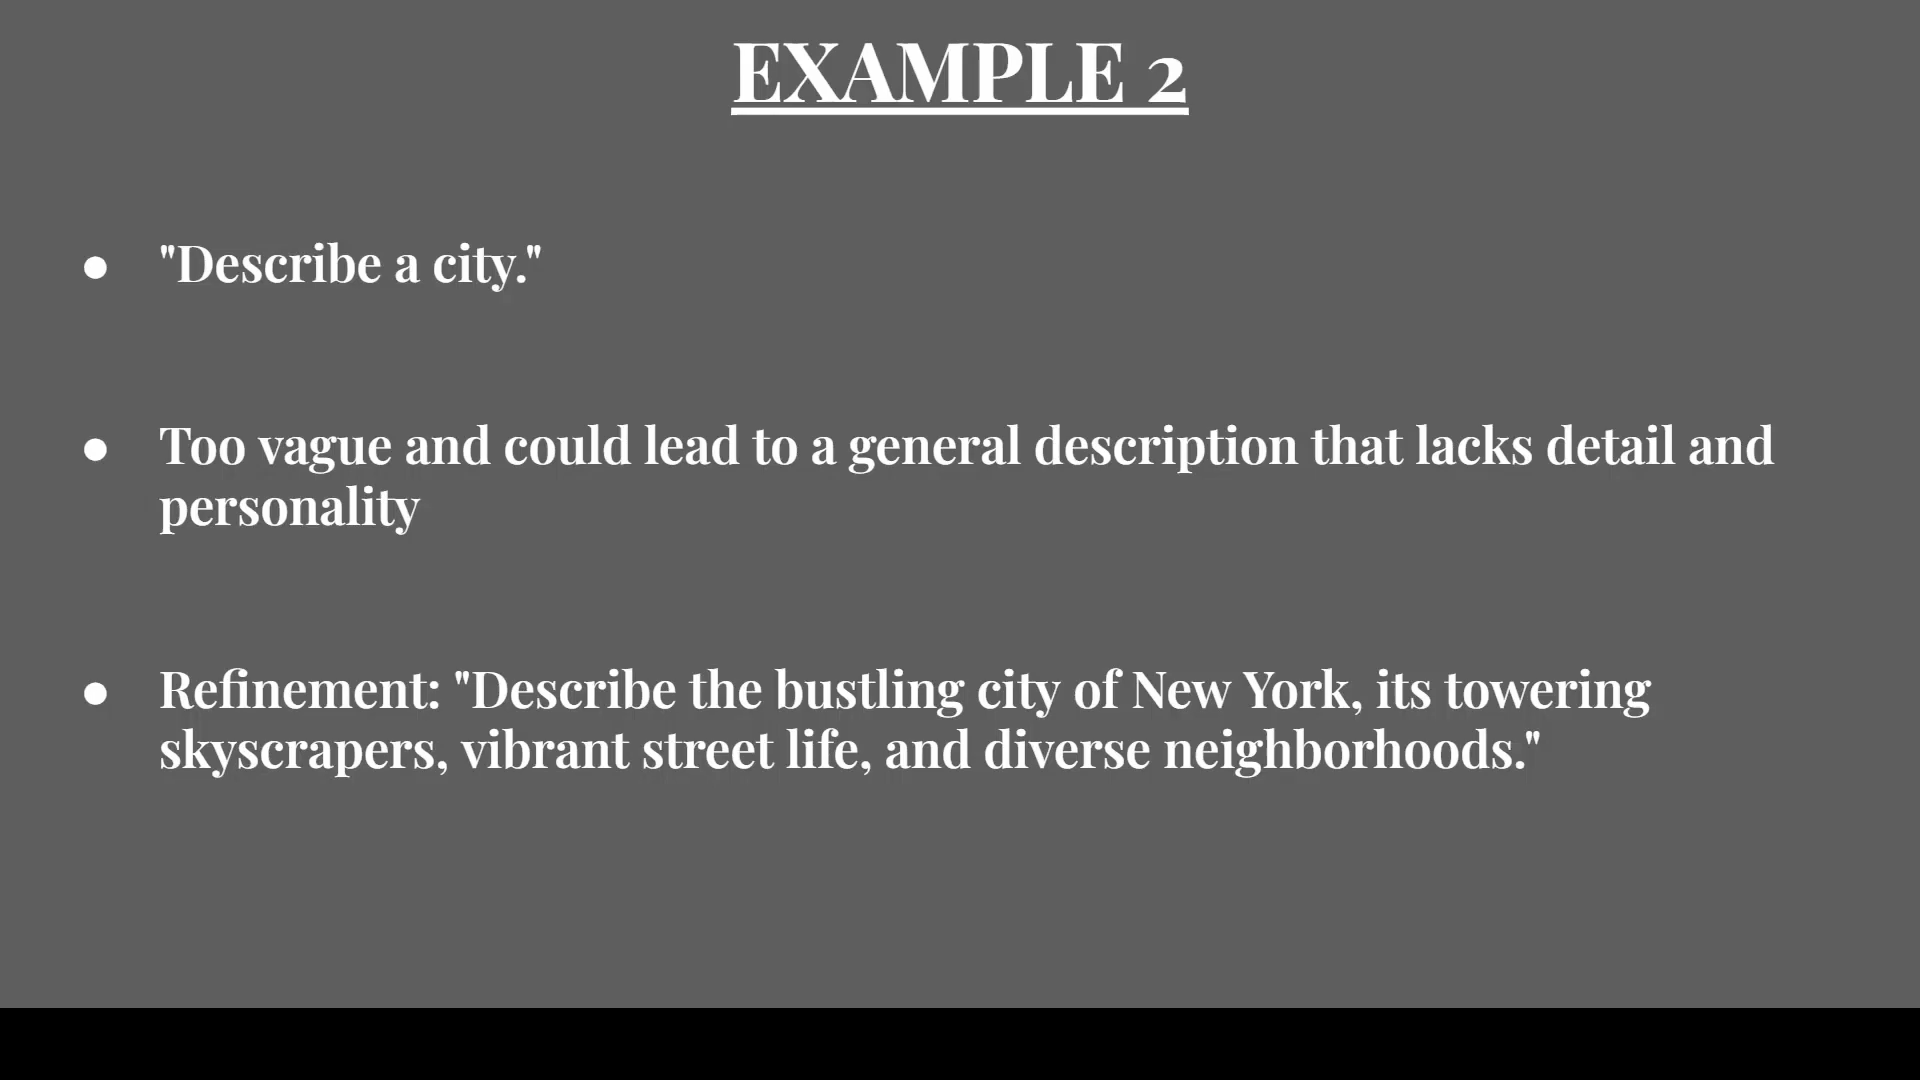 EXAMPLE 2
● "Describe a city."
● Too vague and could lead to a general description that lacks detail and
personality
● Refinement: "Describe the bustling city of New York, its towering
skyscrapers, vibrant street life, and diverse neighborhoods."